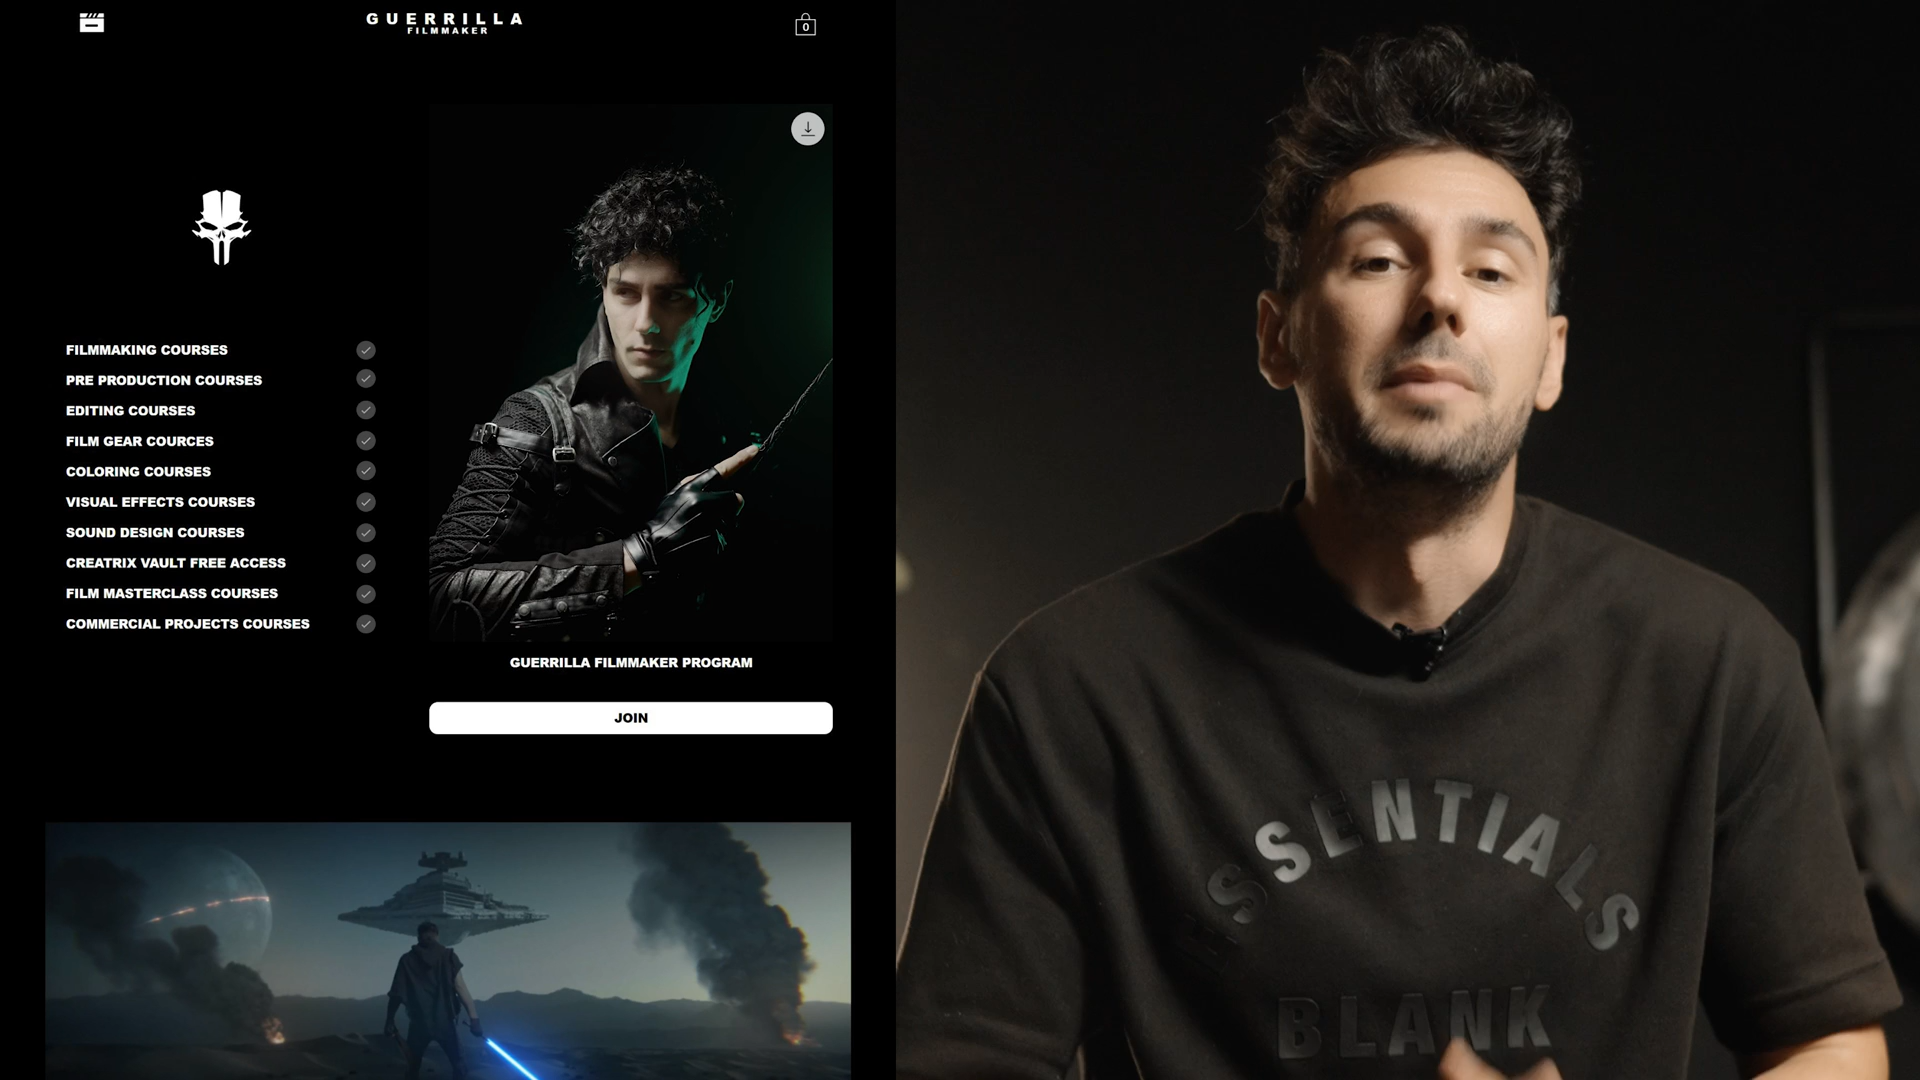 GUERRILLA
FILMMAKER
0
FILMMAKING COURSES
PRE PRODUCTION COURSES
EDITING COURSES
FILM GEAR COURCES
COLORING COURSES
VISUAL EFFECTS COURSES
SOUND DESIGN COURSES
CREATRIX VAULT FREE ACCESS
FILM MASTERCLASS COURSES
COMMERCIAL PROJECTS COURSES
GUERRILLA FILMMAKER PROGRAM
JOIN
ESSENTIALS
BLANK